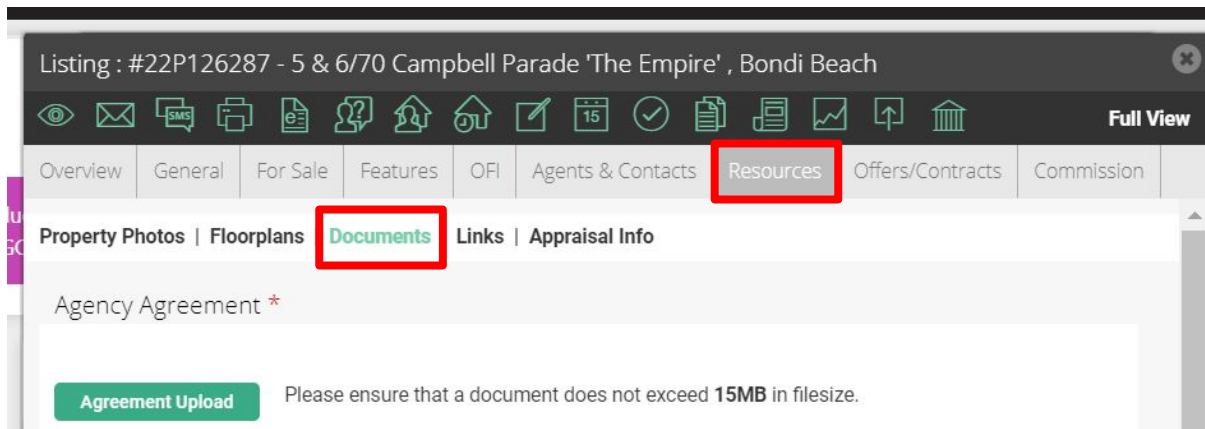 Listing : #22P126287 - 5 & 6/70 Campbell Parade 'The Empire' , Bondi Beach
SMS e 15 Full View
Overview General For Sale Features OFI Agents & Contacts Resources Offers/Contracts Commission
Property Photos | Floorplans Documents Links | Appraisal Info
Agency Agreement *
Agreement Upload Please ensure that a document does not exceed 15MB in filesize.